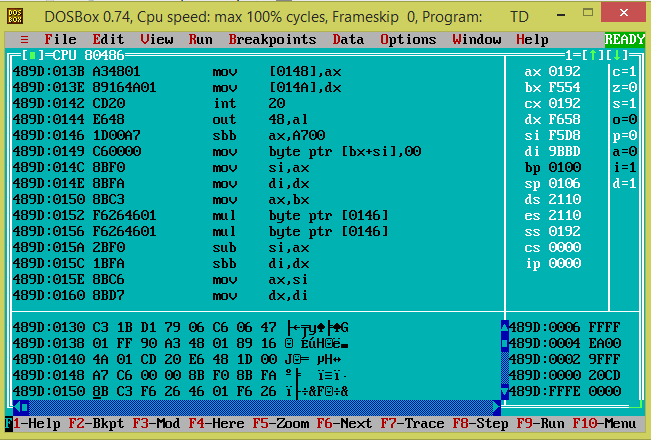 DOSBox 0.74, Cpu speed: max 100% cycles, Frameskip 0, Program: TD
≡ File Edit View Run Breakpoints Data Options Window Help READY
[■]=CPU 80486 1=[↑][↓]
489D:013B A34801 mov [0148],ax ax 0192 c=1
489D:013E 89164A01 mov [014A],dx bx F554 z=0
489D:0142 CD20 int 20 cx 0192 s=1
489D:0144 E648 out 48,al dx F658 o=0
489D:0146 1D00A7 sbb ax,A700 si F5D8 p=0
489D:0149 C60000 mov byte ptr [bx+si],00 di 9BBD a=0
489D:014C 8BF0 mov si,ax bp 0100 i=1
489D:014E 8BFA mov di,dx sp 0106 d=1
489D:0150 8BC3 mov ax,bx ds 2110
489D:0152 F6264601 mul byte ptr [0146] es 2110
489D:0156 F6264601 mul byte ptr [0146] ss 0192
489D:015A 2BF0 sub si,ax cs 0000
489D:015C 1BFA sbb di,dx ip 0000
489D:015E 8BC6 mov ax,si
489D:0160 8BD7 mov dx,di
489D:0130 C3 1B D1 79 06 C6 06 47 489D:0006 FFFF
489D:0138 01 FF 90 A3 48 01 89 16 489D:0004 EA00
489D:0140 4A 01 CD 20 E6 48 1D 00 489D:0002 9FFF
489D:0148 A7 C6 00 00 8B F0 8B FA 489D:0000 20CD
489D:0150 8B C3 F6 26 46 01 F6 26 489D:FFFE 0000
F1-Help F2-Bkpt F3-Mod F4-Here F5-Zoom F6-Next F7-Trace F8-Step F9-Run F10-Menu